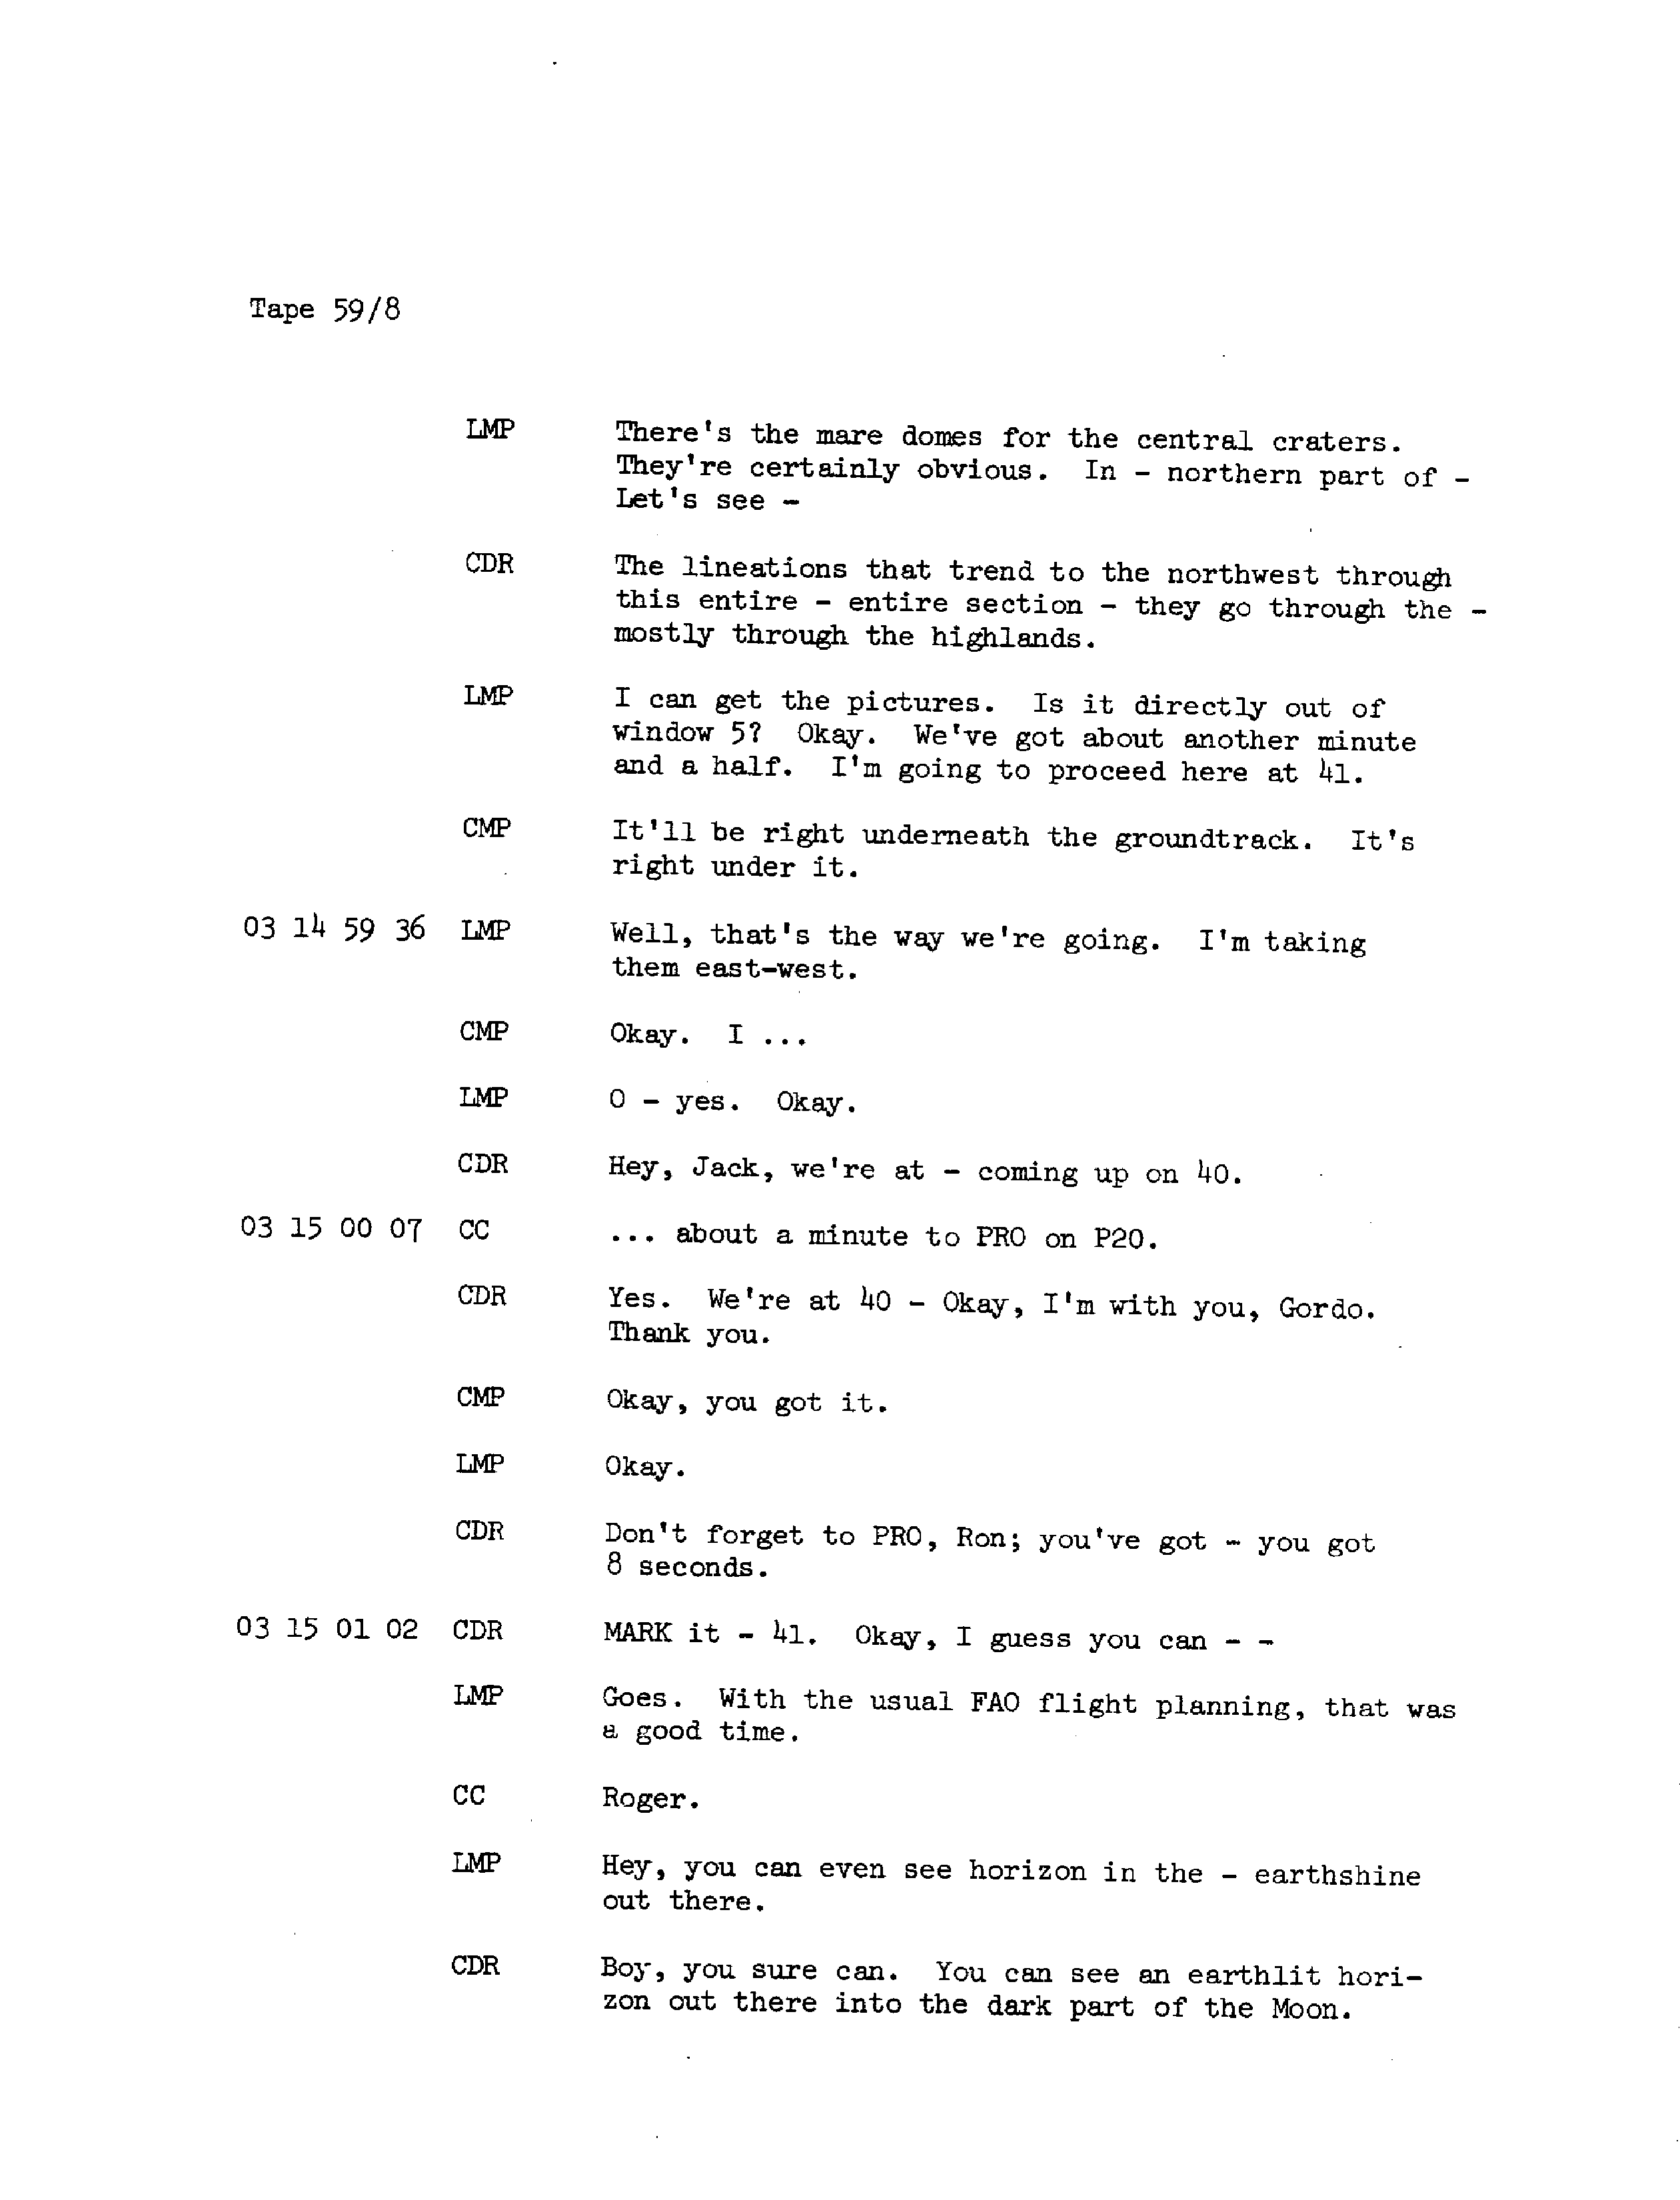 Tape 59/8
LMP There's the mare domes for the central craters.
They're certainly obvious. In - northern part of -
Let's see -
CDR The lineations that trend to the northwest through
this entire - entire section - they go through the -
mostly through the highlands.
LMP I can get the pictures. Is it directly out of
window 5? Okay. We've got about another minute
and a half. I'm going to proceed here at 41.
CMP It'll be right underneath the groundtrack. It's
right under it.
03 14 59 36 LMP Well, that's the way we're going. I'm taking
them east-west.
CMP Okay. I ...
LMP O - yes. Okay.
CDR Hey, Jack, we're at - coming up on 40.
03 15 00 07 CC ... about a minute to PRO on P20.
CDR Yes. We're at 40 - Okay, I'm with you, Gordo.
Thank you.
CMP Okay, you got it.
LMP Okay.
CDR Don't forget to PRO, Ron; you've got - you got
8 seconds.
03 15 01 02 CDR MARK it - 41. Okay, I guess you can - -
LMP Goes. With the usual FAO flight planning, that was
a good time.
CC Roger.
LMP Hey, you can even see horizon in the - earthshine
out there.
CDR Boy, you sure can. You can see an earthlit hori-
zon out there into the dark part of the Moon.